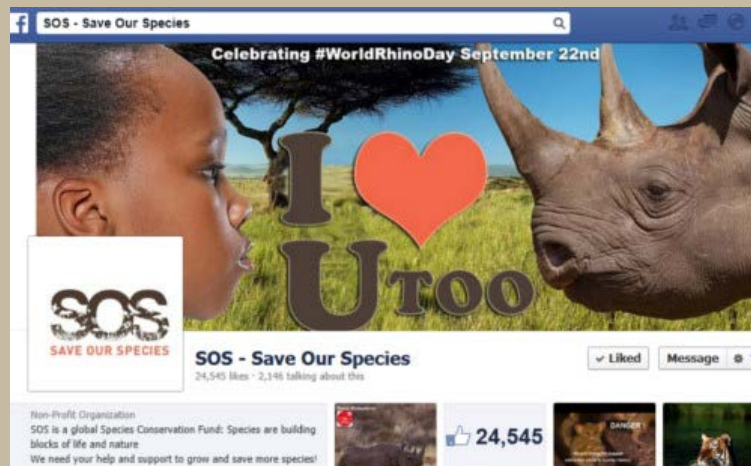 f SOS - Save Our Species
Celebrating #WorldRhinoDay September 22nd
I
U TOO
SOS
SAVE OUR SPECIES
SOS - Save Our Species
24,545 likes · 2,146 talking about this
Liked Message
Non-Profit Organization
SOS is a global Species Conservation Fund: Species are building
blocks of life and nature
We need your help and support to grow and save more species!
24,545
DANGER !